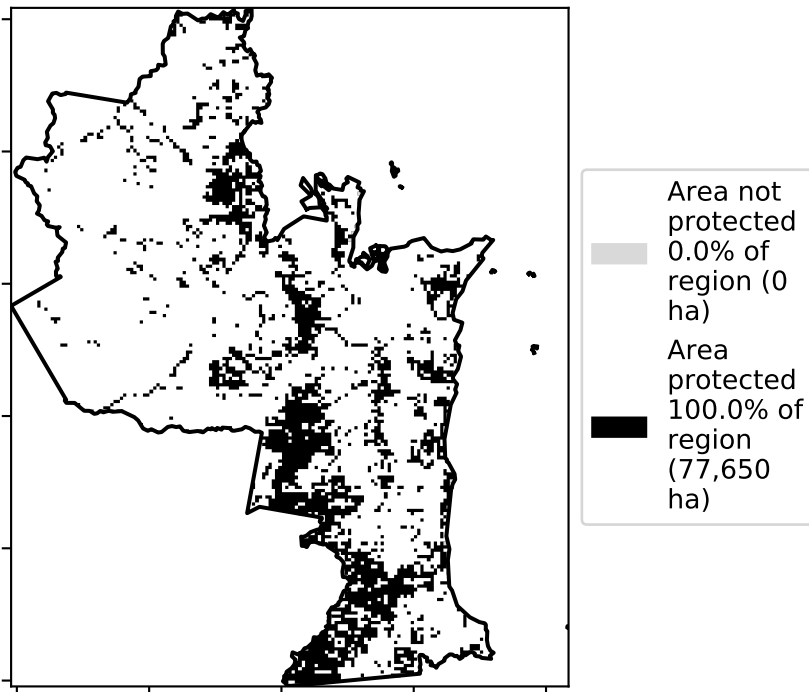 Area not
protected
0.0% of
region (0
ha)
Area
protected
100.0% of
region
(77,650
ha)